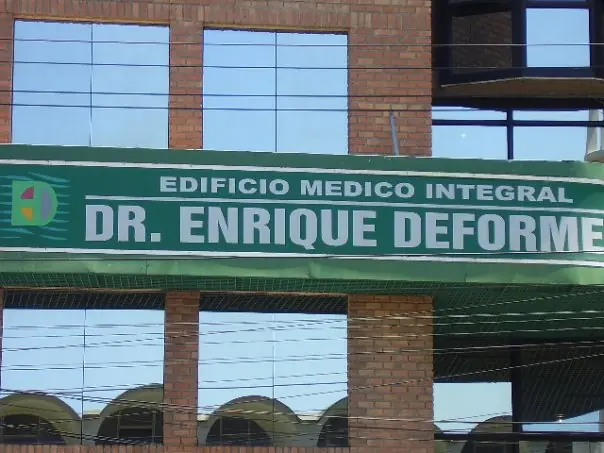 EDIFICIO MEDICO INTEGRAL
DR. ENRIQUE DEFORME